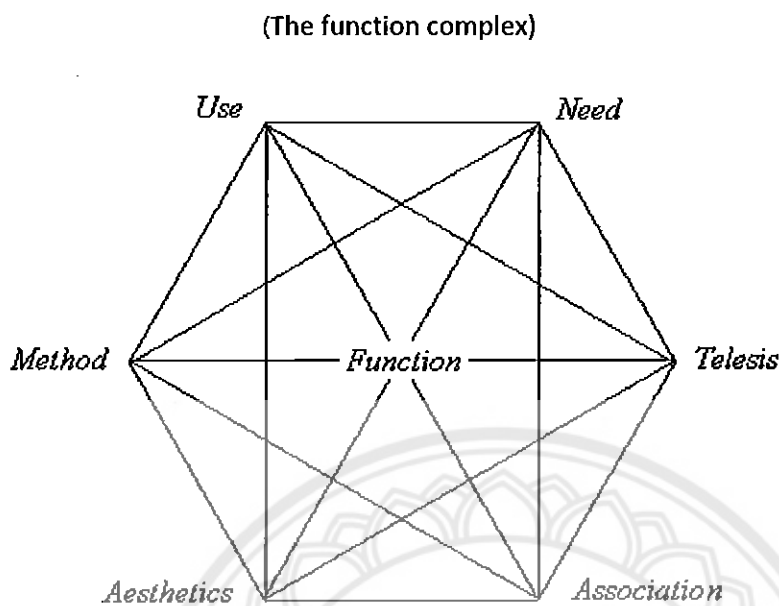 (The function complex)
Use
Need
Method
Function
Telesis
Aesthetics
Association